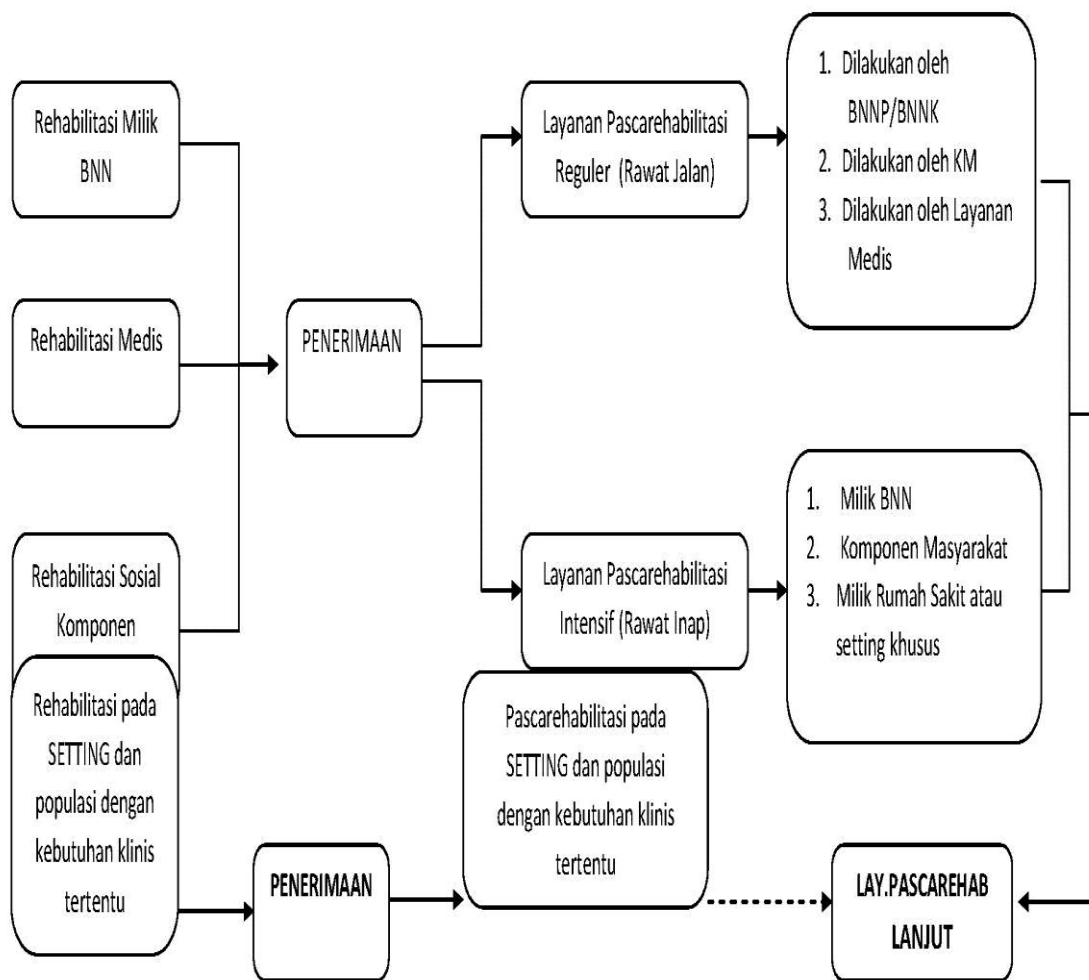 Rehabilitasi Milik
BNN
Rehabilitasi Medis
Rehabilitasi Sosial
Komponen
Rehabilitasi pada
SETTING dan
populasi dengan
kebutuhan klinis
tertentu
PENERIMAAN
PENERIMAAN
Layanan Pascarehabilitasi
Reguler (Rawat Jalan)
Layanan Pascarehabilitasi
Intensif (Rawat Inap)
Pascarehabilitasi pada
SETTING dan populasi
dengan kebutuhan klinis
tertentu
1. Dilakukan oleh
BNNP/BNNK
2. Dilakukan oleh KM
3. Dilakukan oleh Layanan
Medis
1. Milik BNN
2. Komponen Masyarakat
3. Milik Rumah Sakit atau
setting khusus
LAY.PASCAREHAB
LANJUT